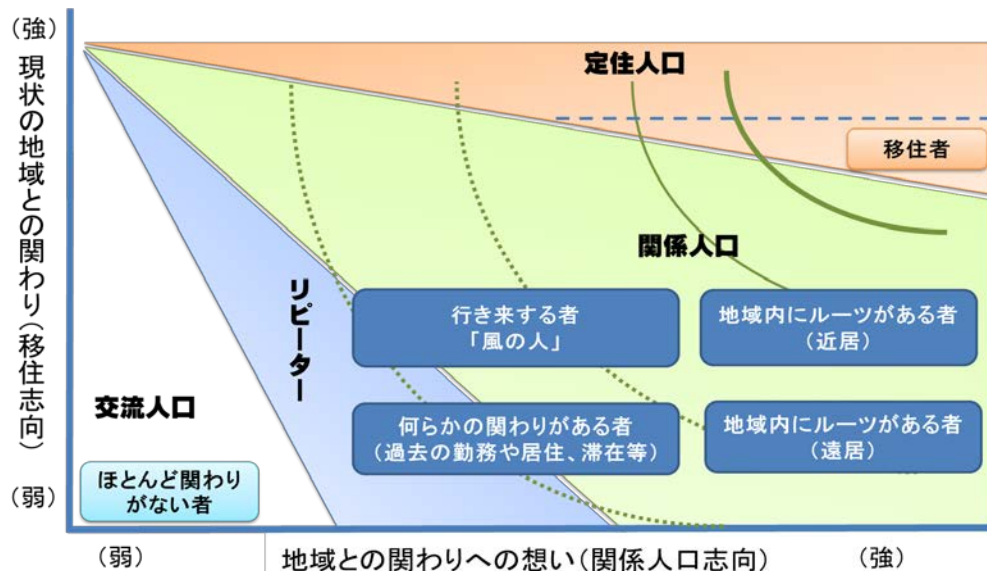 （強）
現状の地域との関わり（移住志向）
（弱）
定住人口
移住者
関係人口
リピーター
行き来する者
「風の人」
地域内にルーツがある者
（近居）
交流人口
何らかの関わりがある者
（過去の勤務や居住、滞在等）
地域内にルーツがある者
（遠居）
ほとんど関わり
がない者
（弱）
地域との関わりへの想い（関係人口志向）
（強）